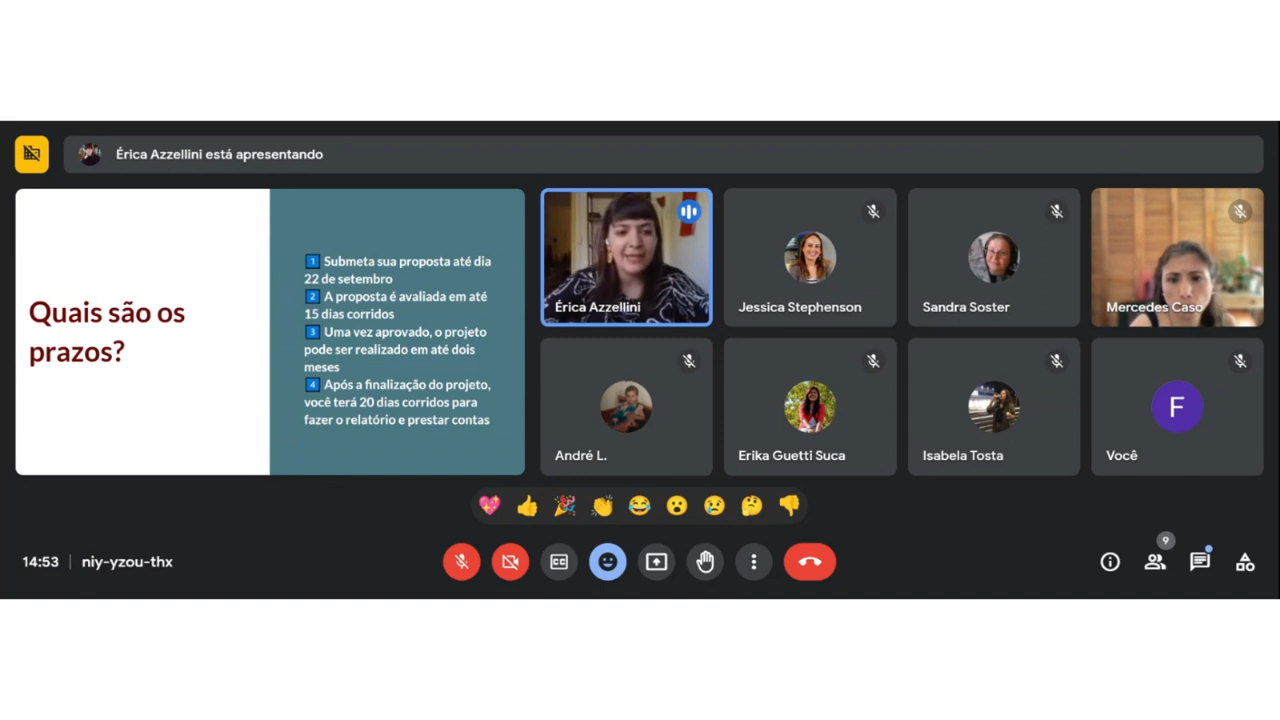 Érica Azzellini está apresentando
Quais são os
prazos?
1 Submeta sua proposta até dia
22 de setembro
2 A proposta é avaliada em até
15 dias corridos
3 Uma vez aprovado, o projeto
pode ser realizado em até dois
meses
4 Após a finalização do projeto,
você terá 20 dias corridos para
fazer o relatório e prestar contas
Érica Azzellini
Jessica Stephenson
Sandra Soster
Mercedes Caso
André L.
Erika Guetti Suca
Isabela Tosta
F
Você
14:53 | niy-yzou-thx
CC
9